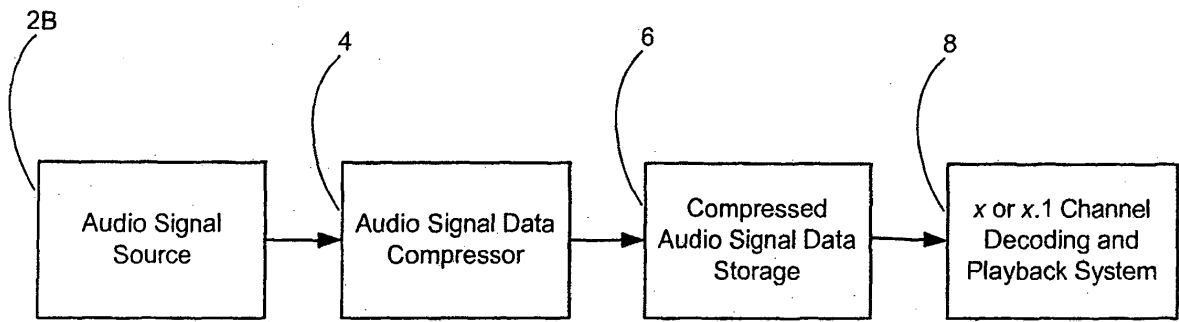 2B
4
6
8
Audio Signal
Source
Audio Signal Data
Compressor
Compressed
Audio Signal Data
Storage
x or x.1 Channel
Decoding and
Playback System